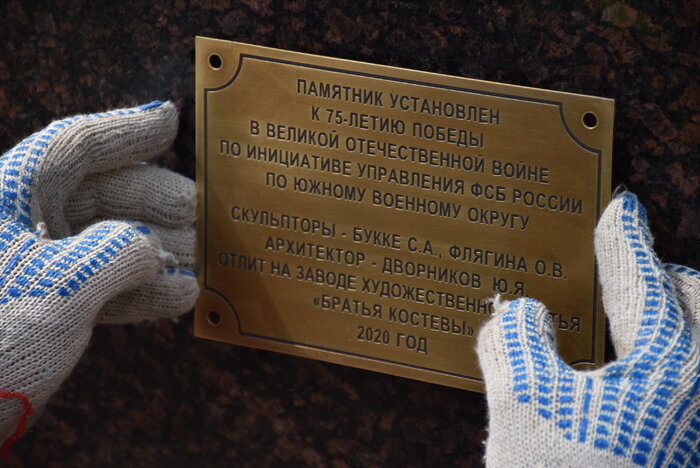 ПАМЯТНИК УСТАНОВЛЕН
К 75-ЛЕТИЮ ПОБЕДЫ
В ВЕЛИКОЙ ОТЕЧЕСТВЕННОЙ ВОЙНЕ
ПО ИНИЦИАТИВЕ УПРАВЛЕНИЯ ФСБ РОССИИ
ПО ЮЖНОМУ ВОЕННОМУ ОКРУГУ
СКУЛЬПТОРЫ - БУККЕ С.А., ФЛЯГИНА О.В.
АРХИТЕКТОР - ДВОРНИКОВ Ю.Я
ОТЛИТ НА ЗАВОДЕ
«БРАТЬЯ КОСТЕВЫ»
2020 ГОД